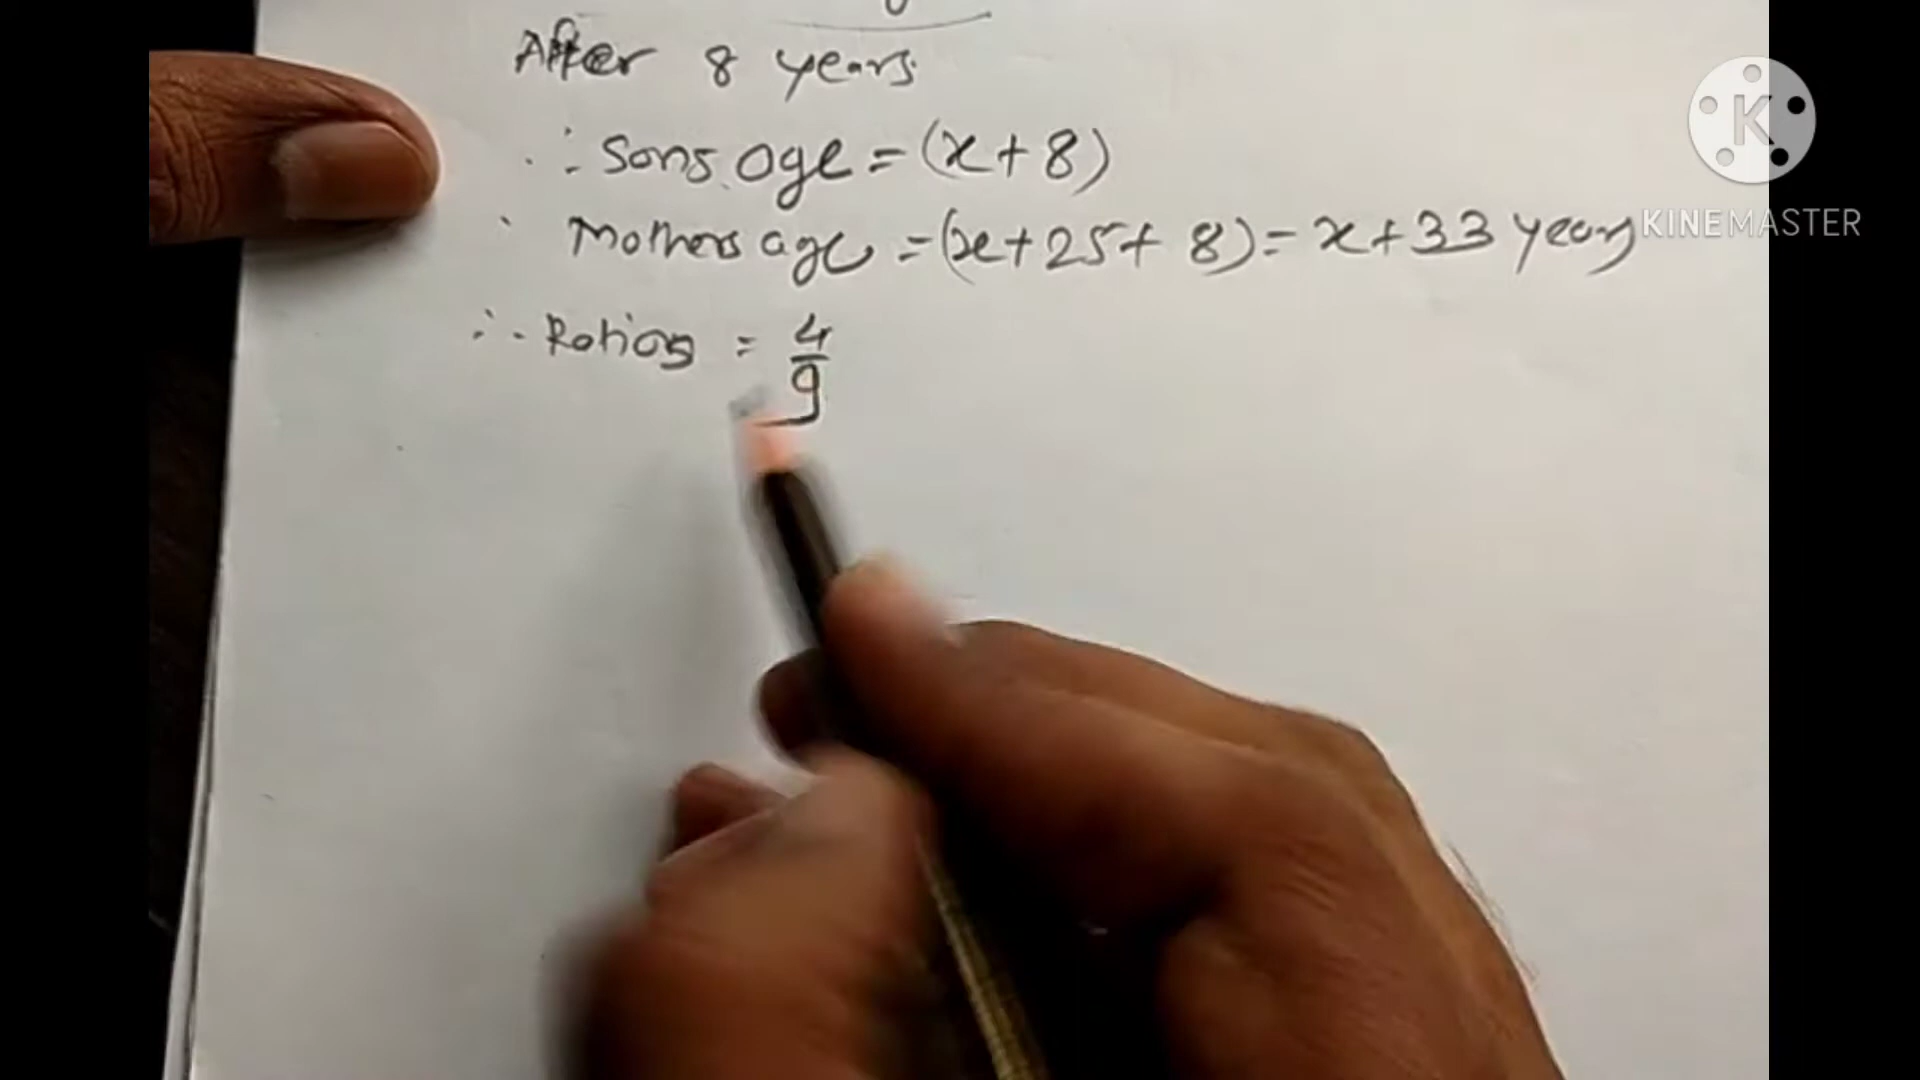 After 8 years.
∴ Sons age = (x+8)
Mothers age = (x+25+ 8) = x+33 years
∴ Ratios = 4/9
K
KINEMASTER